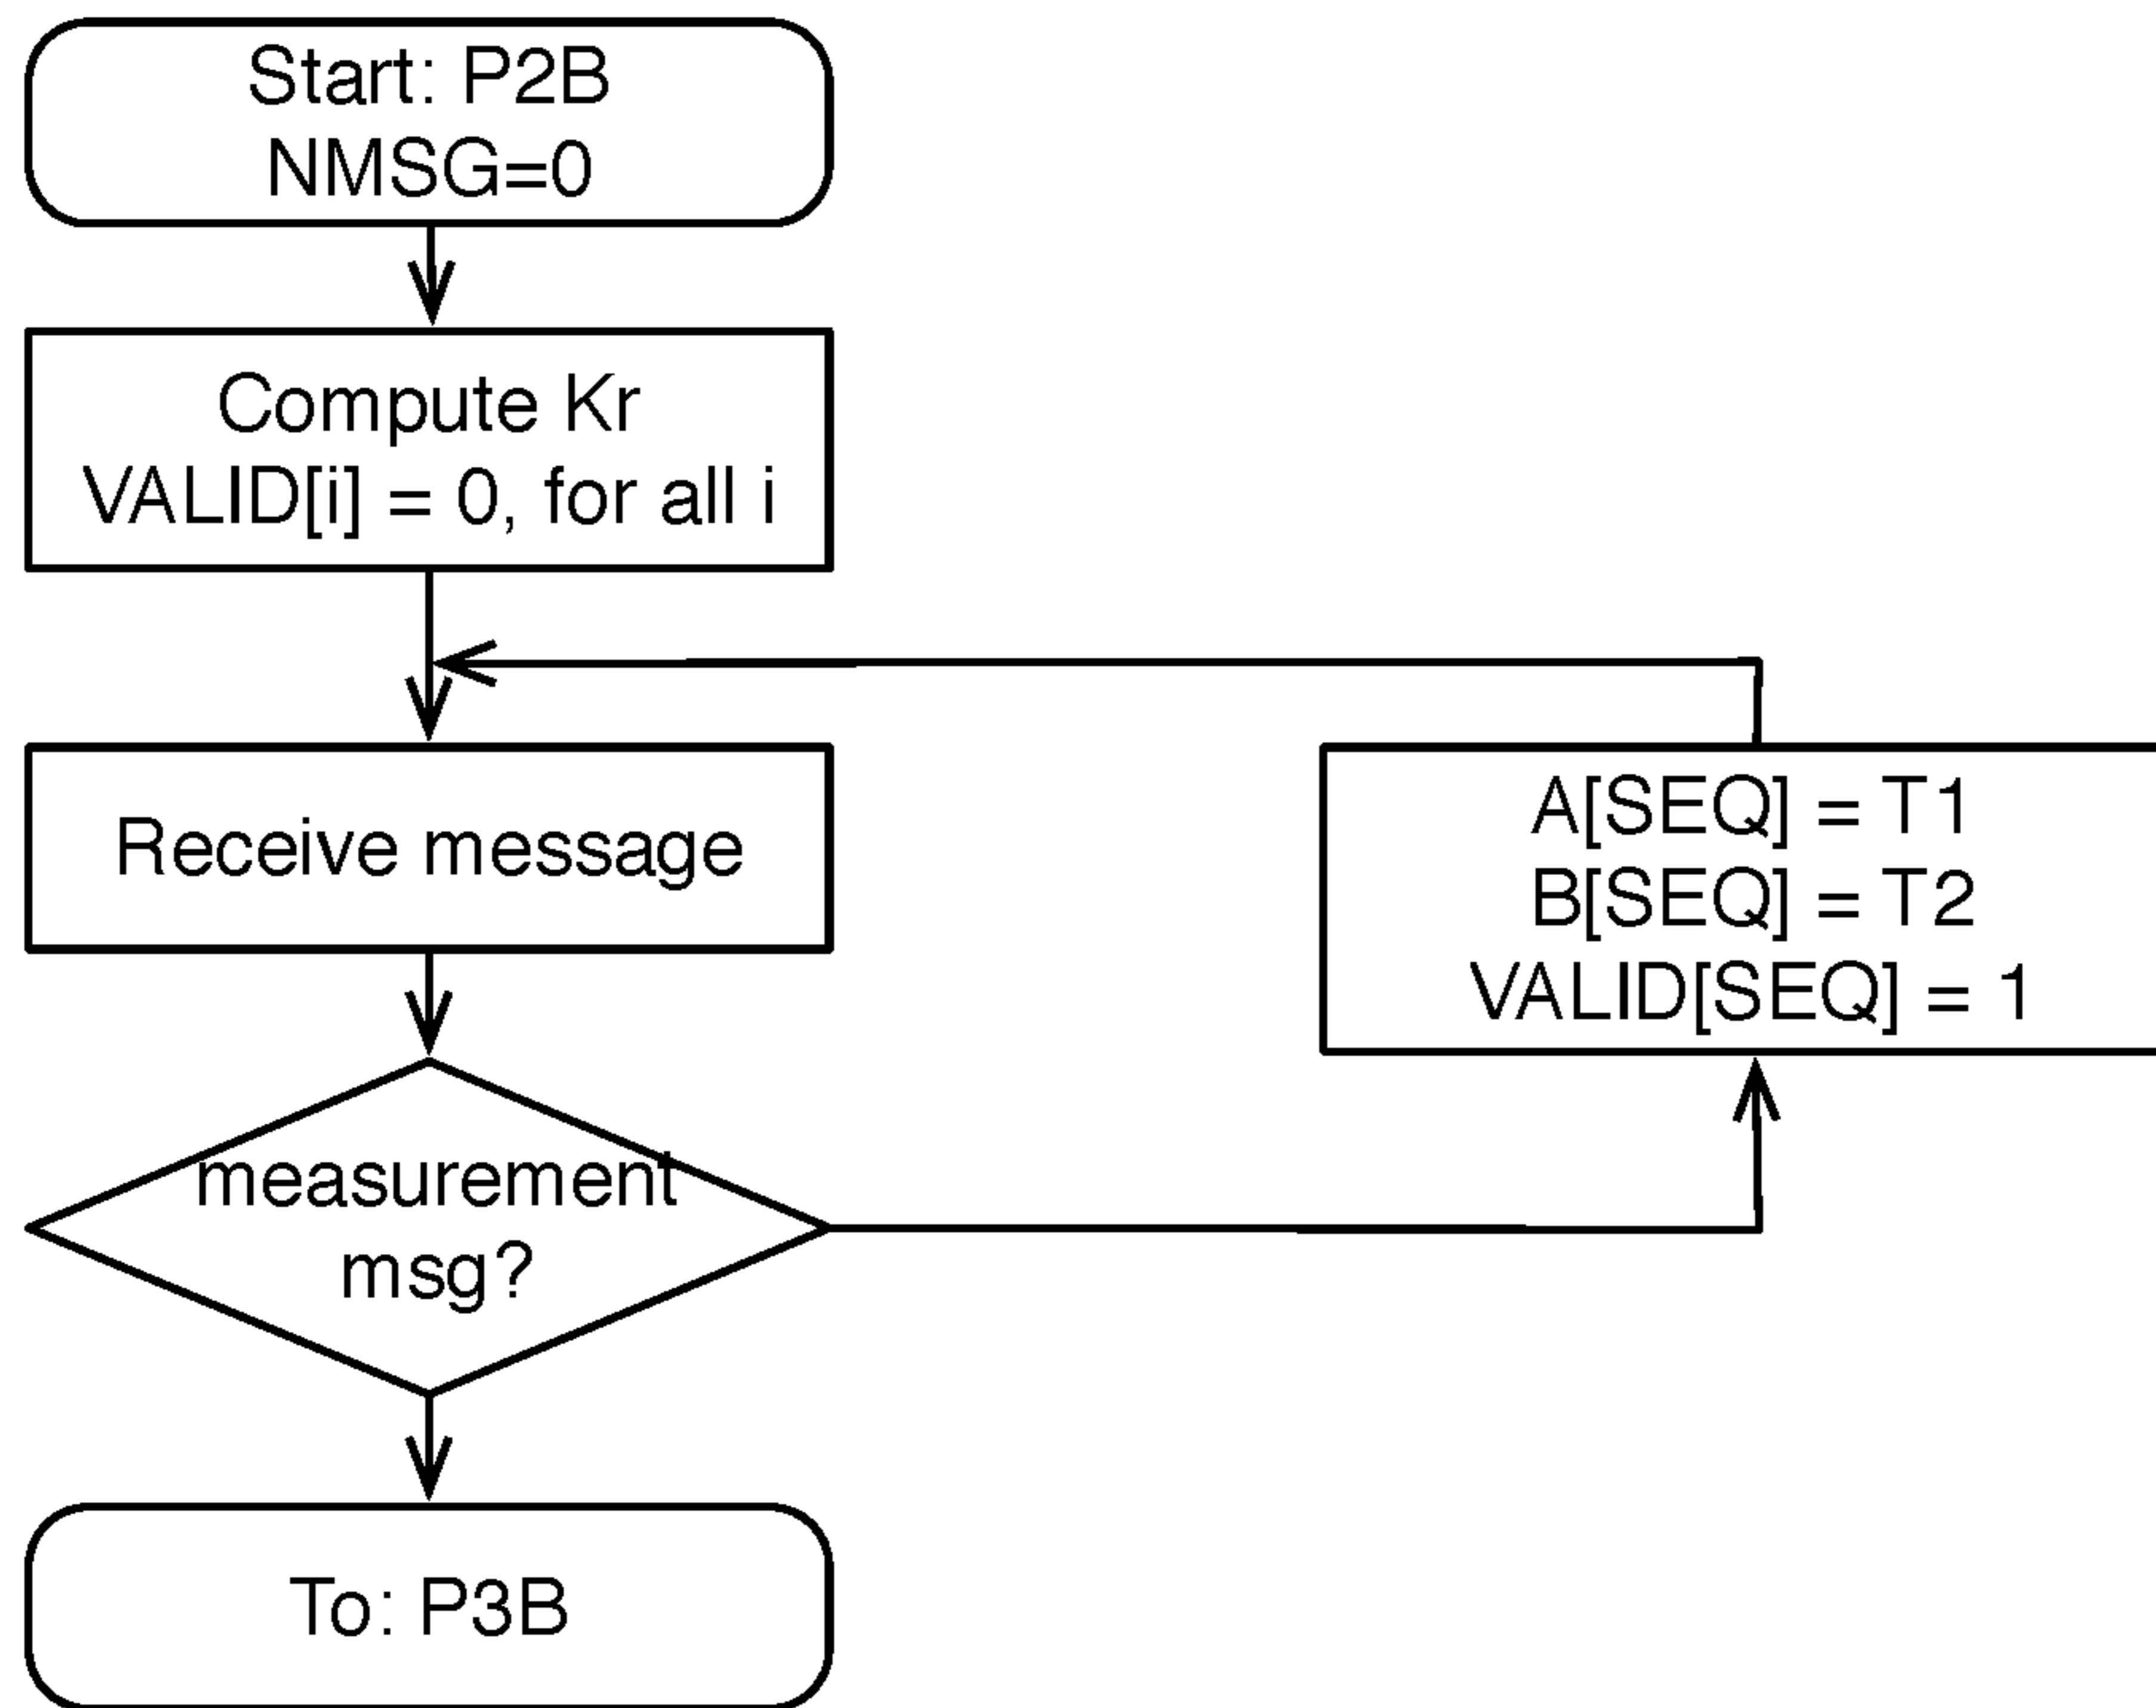 Start: P2B
NMSG=0
Compute Kr
VALID[i] = 0, for all i
Receive message
A[SEQ] = T1
B[SEQ] = T2
VALID[SEQ] = 1
measurement
msg?
To: P3B